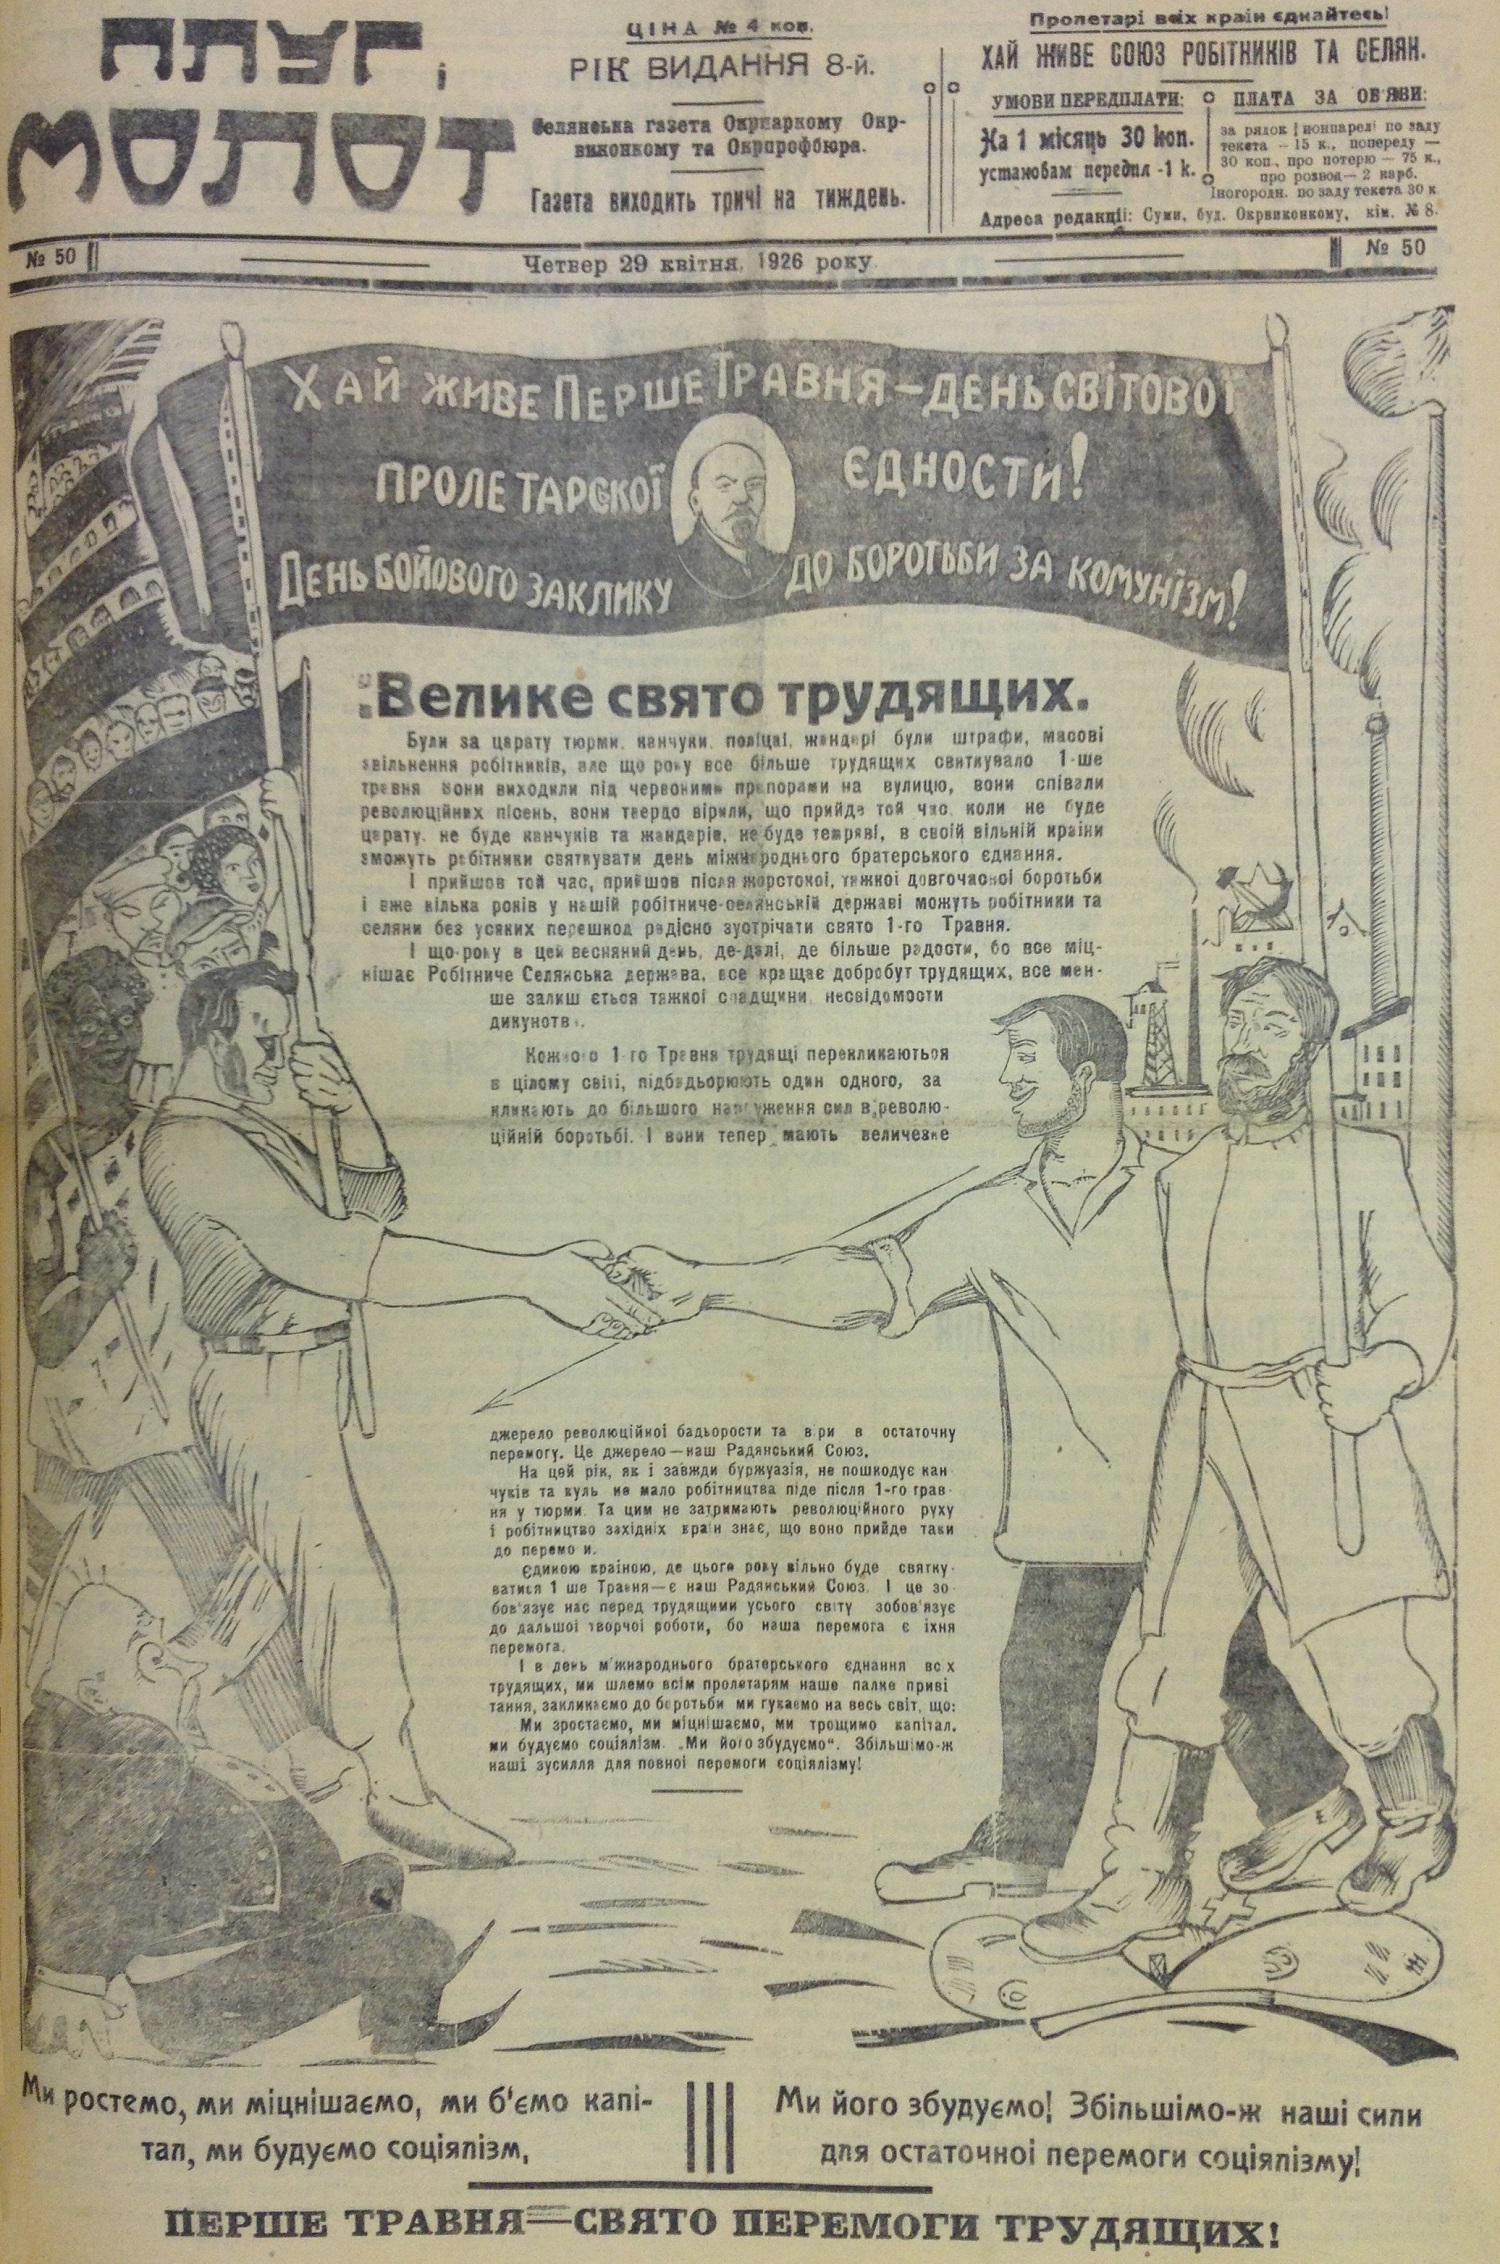 ПЛУГ і
МОЛОТ
ЦІНА № 4 коп.
РІК ВИДАННЯ 8-й.
Селянська газета Окрпаркому Окр-
виконкому та Окрпрофбюра.
Газета виходить тричі на тиждень.
Пролетарі всіх країн єднайтесь!
ХАЙ ЖИВЕ СОЮЗ РОБІТНИКІВ ТА СЕЛЯН.
УМОВИ ПЕРЕДПЛАТИ:
На 1 місяць 30 коп.
установам передпл -1 к.
ПЛАТА ЗА ОБ'ЯВИ:
за рядок нонпарелі по заду
текста – 15 к., попереду —
30 коп., про потерю — 75 к.,
про розвод — 2 карб.
Іногородн. по заду текста 30 к
Адреса редакції: Суми, буд. Окрвиконкому, кім. № 8.
№ 50
Четвер 29 квітня, 1926 року
№ 50
ХАЙ ЖИВЕ ПЕРШЕ ТРАВНЯ – ДЕНЬ СВІТОВОЇ
ПРОЛЕТАРСКОЇ ЄДНОСТИ!
ДЕНЬ БОЙОВОГО ЗАКЛИКУ ДО БОРОТЬБИ ЗА КОМУНІЗМ!
Велике свято трудящих.
Були за царату тюрми, канчуки, поліцаї, жандарі були штрафи, масові
звільнення робітників, але що року все більше трудящих святкувало 1-ше
травня вони виходили під червоними прапорами на вулицю, вони співали
революційних пісень, вони твердо вірили, що прийде той час, коли не буде
царату, не буде канчуків та жандарів, не буде темряві, в своїй вільній країни
зможуть робітники святкувати день міжнароднього братерського єднання.
І прийшов той час, прийшов після жорстокої, тяжкої довгочасної боротьби
і вже кілька років у нашій робітниче-селянській державі можуть робітники та
селяни без усяких перешкод радісно зустрічати свято 1-го Травня.
І що-року в цей весняний день, де-далі, де більше радости, бо все міц-
нішає Робітниче Селянська держава, все кращає добробут трудящих, все мен-
ше залиш ється тяжкої спадщини несвідомости
дикунств
Кожного 1-го Травня трудящі перекликаються
в цілому світі, підбадьорюють один одного, за
кликають до більшого напруження сил в револю-
ційній боротьбі. І вони тепер мають величезне
джерело революційної бадьорости та в ри в остаточну
перемогу. Це джерело — наш Радянський Союз.
На цей рік, як і завжди буржуазія, не пошкодує кан
чуків та куль не мало робітництва піде після 1-го трав
ня у тюрми. Та цим не затримають революційного руху
і робітництво західніх країн знає, що воно прийде таки
до перемо и.
Єдиною країною, де цього року вільно буде святку-
ватися 1 ше Травня — є наш Радянський Союз. І це зо-
бов'язує нас перед трудящими усього світу зобов'язує
до дальшої творчої роботи, бо наша перемога є їхня
перемога.
І в день м'жнароднього братерського єднання вс х
трудящих, ми шлемо всім пролетарям наше палке приві
тання, закликаємо до боротьби ми гукаємо на весь світ, що:
Ми зростаємо, ми міцнішаємо, ми трощимо капітал,
ми будуємо соціялізм. „Ми його збудуємо“. Збільшімо-ж
наші зусилля для повної перемоги соціялізму!
Ми ростемо, ми міцнішаємо, ми б'ємо капі-
тал, ми будуємо соціялізм,
Ми його збудуємо! Збільшімо-ж наші сили
для остаточної перемоги соціялізму!
ПЕРШЕ ТРАВНЯ — СВЯТО ПЕРЕМОГИ ТРУДЯЩИХ!